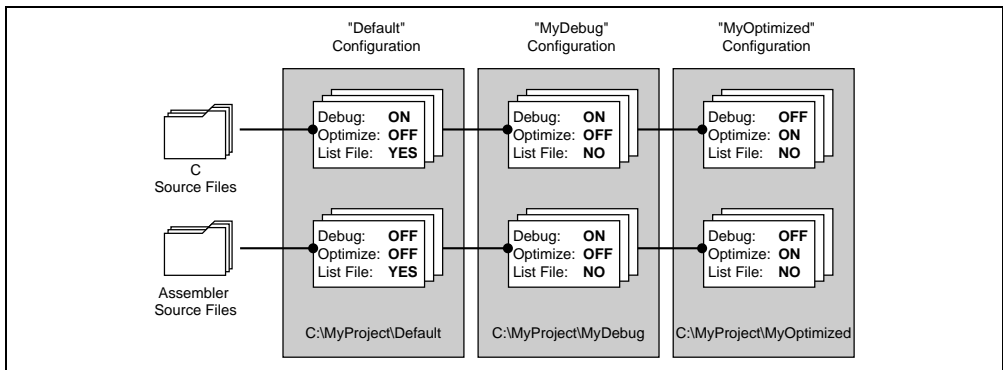 "Default"
Configuration
"MyDebug"
Configuration
"MyOptimized"
Configuration
C
Source Files
Debug: ON
Optimize: OFF
List File: YES
Debug: ON
Optimize: OFF
List File: NO
Debug: OFF
Optimize: ON
List File: NO
Assembler
Source Files
Debug: OFF
Optimize: OFF
List File: YES
Debug: ON
Optimize: OFF
List File: NO
Debug: OFF
Optimize: ON
List File: NO
C:\MyProject\Default
C:\MyProject\MyDebug
C:\MyProject\MyOptimized